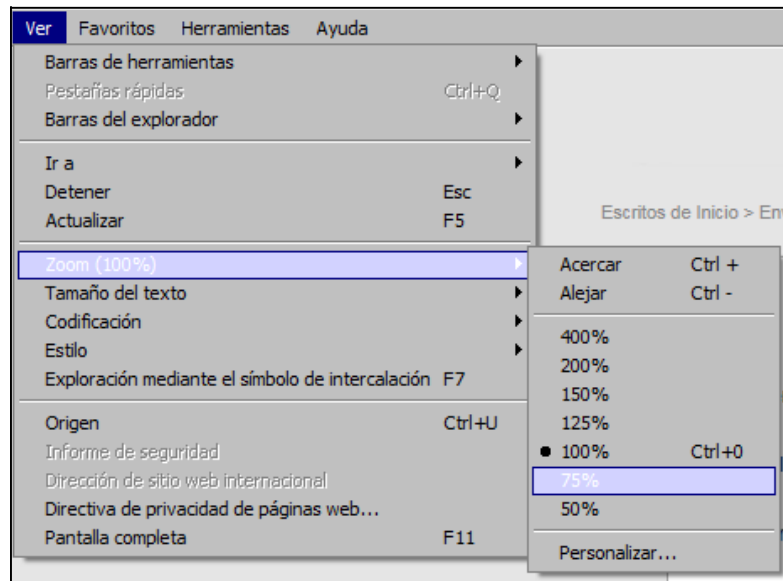 Ver Favoritos Herramientas Ayuda
Barras de herramientas
Pestañas rápidas Ctrl+Q
Barras del explorador
Ir a
Detener Esc
Actualizar F5
Escritos de Inicio > En
Zoom (100%)
Tamaño del texto
Codificación
Estilo
Exploración mediante el símbolo de intercalación F7
Origen Ctrl+U
Informe de seguridad
Dirección de sitio web internacional
Directiva de privacidad de páginas web...
Pantalla completa F11
Acercar Ctrl +
Alejar Ctrl -
400%
200%
150%
125%
100% Ctrl+0
75%
50%
Personalizar...